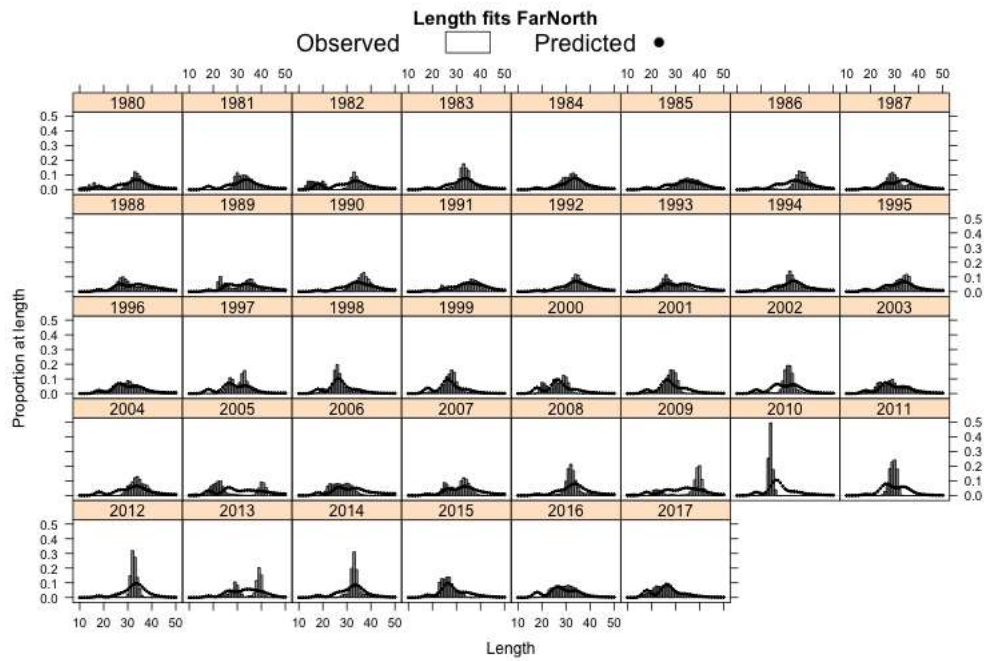 Length fits FarNorth
Observed Predicted
10 20 30 40 50 10 20 30 40 50 10 20 30 40 50 10 20 30 40 50
1980 1981 1982 1983 1984 1985 1986 1987
0.5
0.4
0.3
0.2
0.1
0.0
1988 1989 1990 1991 1992 1993 1994 1995
0.5
0.4
0.3
0.2
0.1
0.0
1996 1997 1998 1999 2000 2001 2002 2003
0.5
0.4
0.3
0.2
0.1
0.0
2004 2005 2006 2007 2008 2009 2010 2011
0.5
0.4
0.3
0.2
0.1
0.0
2012 2013 2014 2015 2016 2017
0.5
0.4
0.3
0.2
0.1
0.0
10 20 30 40 50 10 20 30 40 50 10 20 30 40 50
Proportion at length
Length